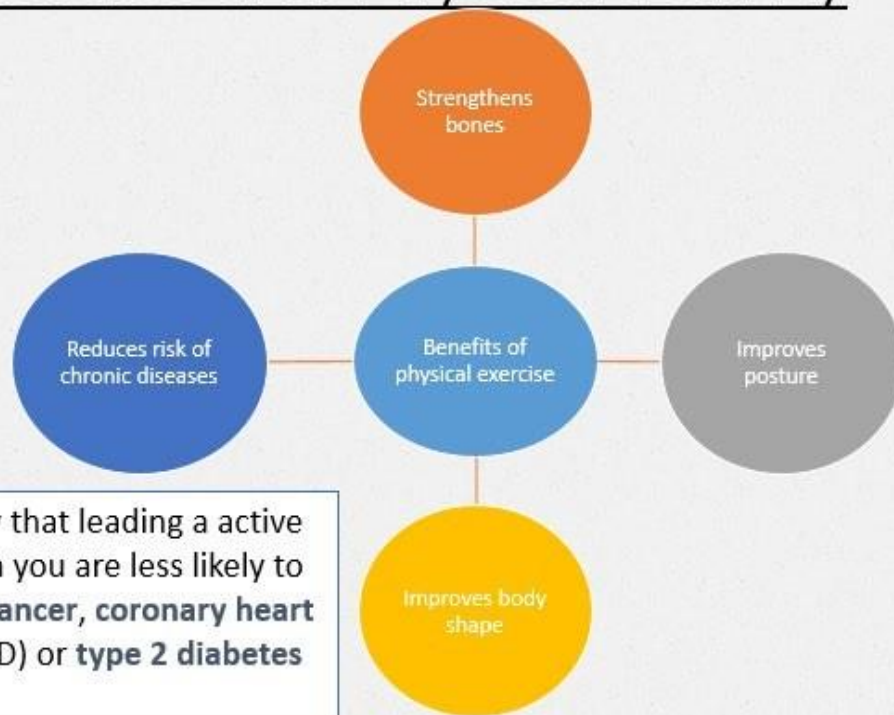 Strengthens
bones
Reduces risk of
chronic diseases
Benefits of
physical exercise
Improves
posture
that leading a active
you are less likely to
coronary heart
or type 2 diabetes
Improves body
shape